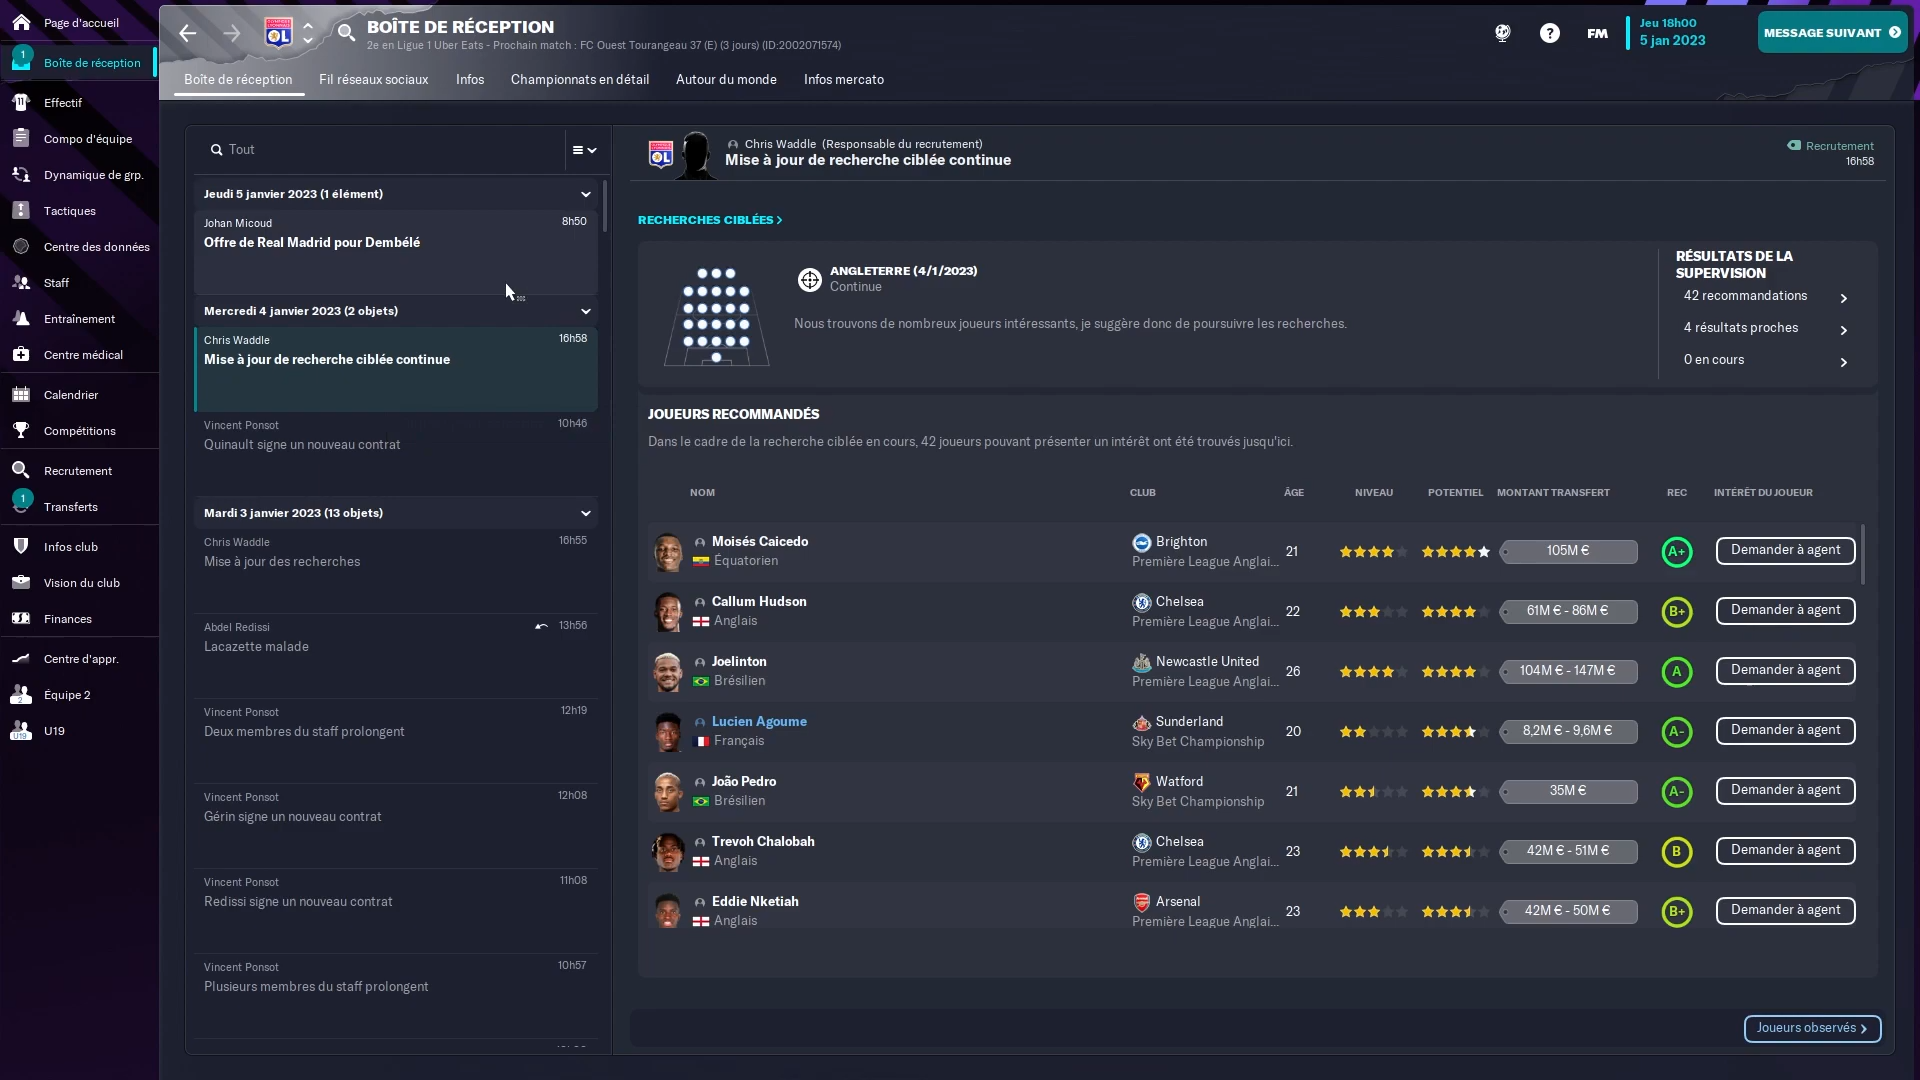 Page d'accueil
1
Boîte de réception
Effectif
Compo d'équipe
Dynamique de grp.
Tactiques
Centre des données
Staff
Entraînement
Centre médical
Calendrier
Compétitions
Recrutement
1
Transferts
Infos club
Vision du club
Finances
Centre d'appr.
2
Équipe 2
U19
U19
BOÎTE DE RÉCEPTION
2e en Ligue 1 Uber Eats - Prochain match : FC Ouest Tourangeau 37 (E) (3 jours) (ID:2002071574)
FM
Jeu 18h00
5 jan 2023
MESSAGE SUIVANT
Boîte de réception Fil réseaux sociaux Infos Championnats en détail Autour du monde Infos mercato
Tout
Jeudi 5 janvier 2023 (1 élément)
Johan Micoud 8h50
Offre de Real Madrid pour Dembélé
Mercredi 4 janvier 2023 (2 objets)
Chris Waddle 16h58
Mise à jour de recherche ciblée continue
Vincent Ponsot 10h46
Quinault signe un nouveau contrat
Mardi 3 janvier 2023 (13 objets)
Chris Waddle 16h55
Mise à jour des recherches
Abdel Redissi 13h56
Lacazette malade
Vincent Ponsot 12h19
Deux membres du staff prolongent
Vincent Ponsot 12h08
Gérin signe un nouveau contrat
Vincent Ponsot 11h08
Redissi signe un nouveau contrat
Vincent Ponsot 10h57
Plusieurs membres du staff prolongent
OL
Chris Waddle (Responsable du recrutement)
Mise à jour de recherche ciblée continue
Recrutement
16h58
RECHERCHES CIBLÉES
ANGLETERRE (4/1/2023)
Continue
Nous trouvons de nombreux joueurs intéressants, je suggère donc de poursuivre les recherches.
RÉSULTATS DE LA
SUPERVISION
42 recommandations
4 résultats proches
0 en cours
JOUEURS RECOMMANDÉS
Dans le cadre de la recherche ciblée en cours, 42 joueurs pouvant présenter un intérêt ont été trouvés jusqu'ici.
NOM CLUB ÂGE NIVEAU POTENTIEL MONTANT TRANSFERT REC INTÉRÊT DU JOUEUR
Moisés Caicedo Brighton 21 105M € A+ Demander à agent
Équatorien Première League Anglai...
Callum Hudson Chelsea 22 61M € - 86M € B+ Demander à agent
Anglais Première League Anglai...
Joelinton Newcastle United 26 104M € - 147M € A Demander à agent
Brésilien Première League Anglai...
Lucien Agoume Sunderland 20 8,2M € - 9,6M € A- Demander à agent
Français Sky Bet Championship
João Pedro Watford 21 35M € A- Demander à agent
Brésilien Sky Bet Championship
Trevoh Chalobah Chelsea 23 42M € - 51M € B Demander à agent
Anglais Première League Anglai...
Eddie Nketiah Arsenal 23 42M € - 50M € B+ Demander à agent
Anglais Première League Anglai...
Joueurs observés